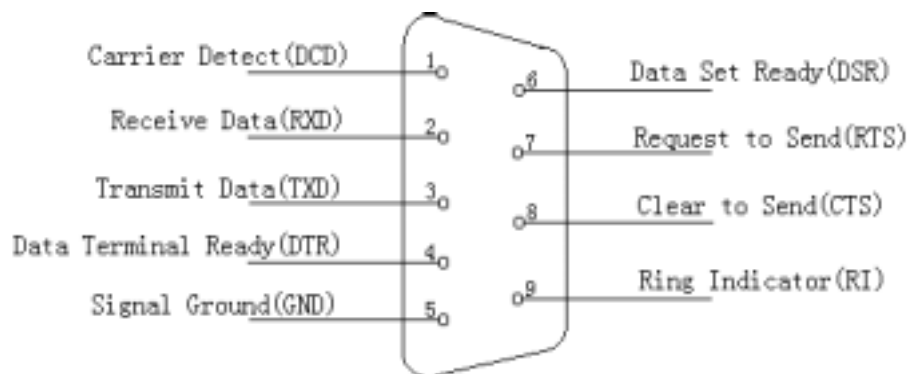 Carrier Detect(DCD)
1
Receive Data(RXD)
2
Transmit Data(TXD)
3
Data Terminal Ready(DTR)
4
Signal Ground(GND)
5
6
Data Set Ready(DSR)
7
Request to Send(RTS)
8
Clear to Send(CTS)
9
Ring Indicator(RI)